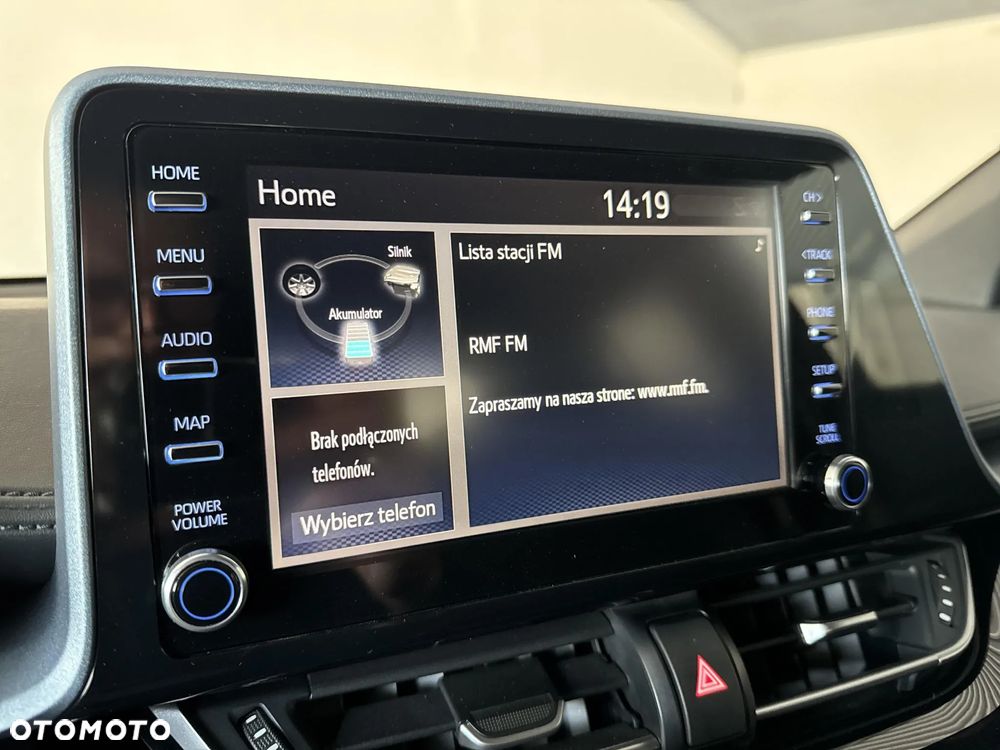 HOME
MENU
AUDIO
MAP
POWER
VOLUME
Home
14:19
Silnik
Akumulator
Brak podłączonych
telefonów.
Wybierz telefon
Lista stacji FM
RMF FM
Zapraszamy na nasza strone: www.rmf.fm.
CH>
<TRACK
PHONE
SETUP
TUNE
SCROLL
OTOMOTO